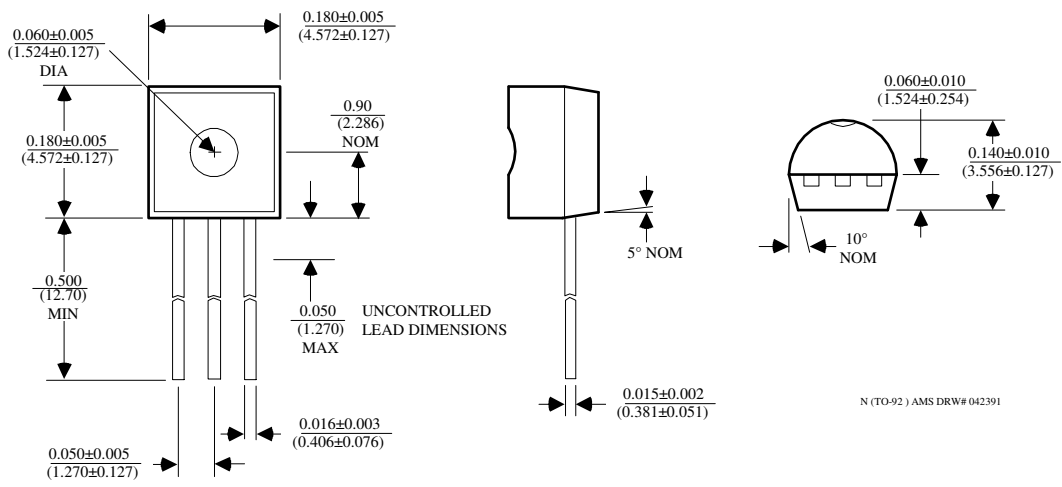 0.180±0.005
(4.572±0.127)
0.060±0.005
(1.524±0.127)
DIA
0.90
(2.286)
NOM
0.180±0.005
(4.572±0.127)
0.500
(12.70)
MIN
0.050
(1.270)
MAX
UNCONTROLLED
LEAD DIMENSIONS
0.016±0.003
(0.406±0.076)
0.050±0.005
(1.270±0.127)
5° NOM
0.015±0.002
(0.381±0.051)
0.060±0.010
(1.524±0.254)
0.140±0.010
(3.556±0.127)
10°
NOM
N (TO-92 ) AMS DRW# 042391